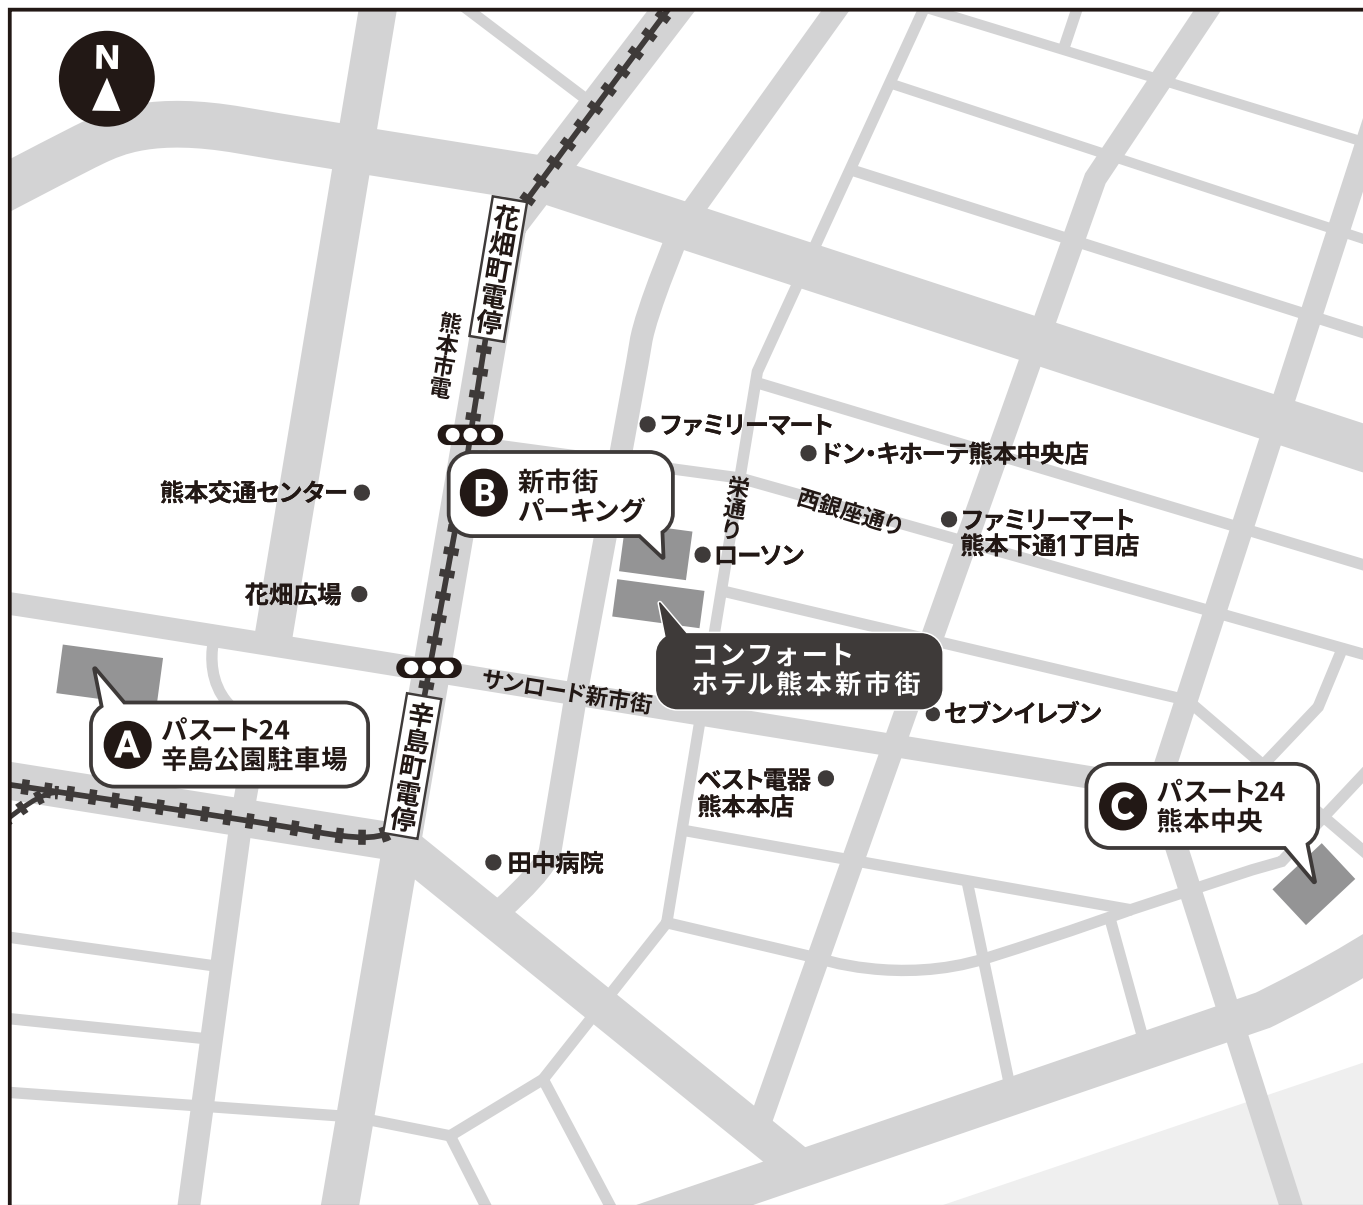 N
花畑町電停
熊本市電
ファミリーマート
ドン・キホーテ熊本中央店
B
新市街
パーキング
熊本交通センター
栄通り
西銀座通り
ファミリーマート
熊本下通1丁目店
ローソン
花畑広場
コンフォート
ホテル熊本新市街
サンロード新市街
セブンイレブン
A
パスート24
辛島公園駐車場
辛島町電停
ベスト電器
熊本本店
C
パスート24
熊本中央
田中病院